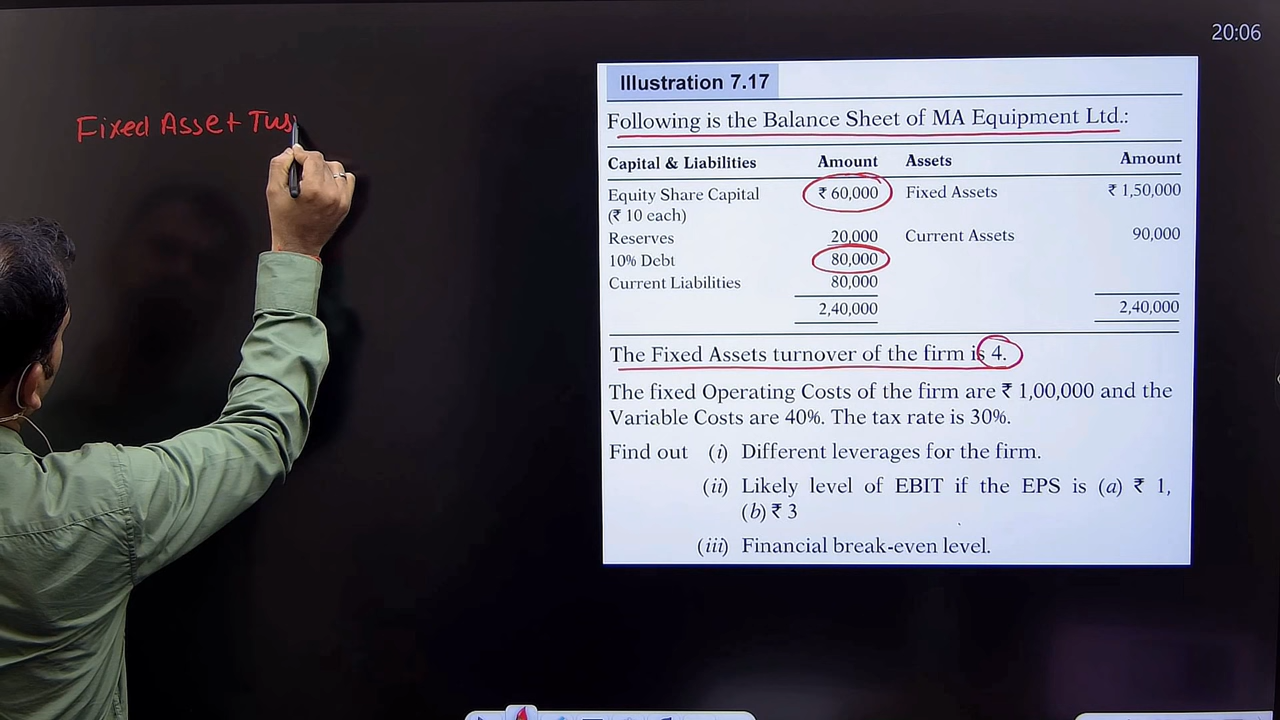 20:06
Fixed Asset Tur
Illustration 7.17
Following is the Balance Sheet of MA Equipment Ltd.:
Capital & Liabilities Amount Assets Amount
Equity Share Capital ₹ 60,000 Fixed Assets ₹ 1,50,000
(₹ 10 each)
Reserves 20,000 Current Assets 90,000
10% Debt 80,000
Current Liabilities 80,000
2,40,000 2,40,000
The Fixed Assets turnover of the firm is 4.
The fixed Operating Costs of the firm are ₹ 1,00,000 and the
Variable Costs are 40%. The tax rate is 30%.
Find out (i) Different leverages for the firm.
(ii) Likely level of EBIT if the EPS is (a) ₹ 1,
(b) ₹ 3
(iii) Financial break-even level.